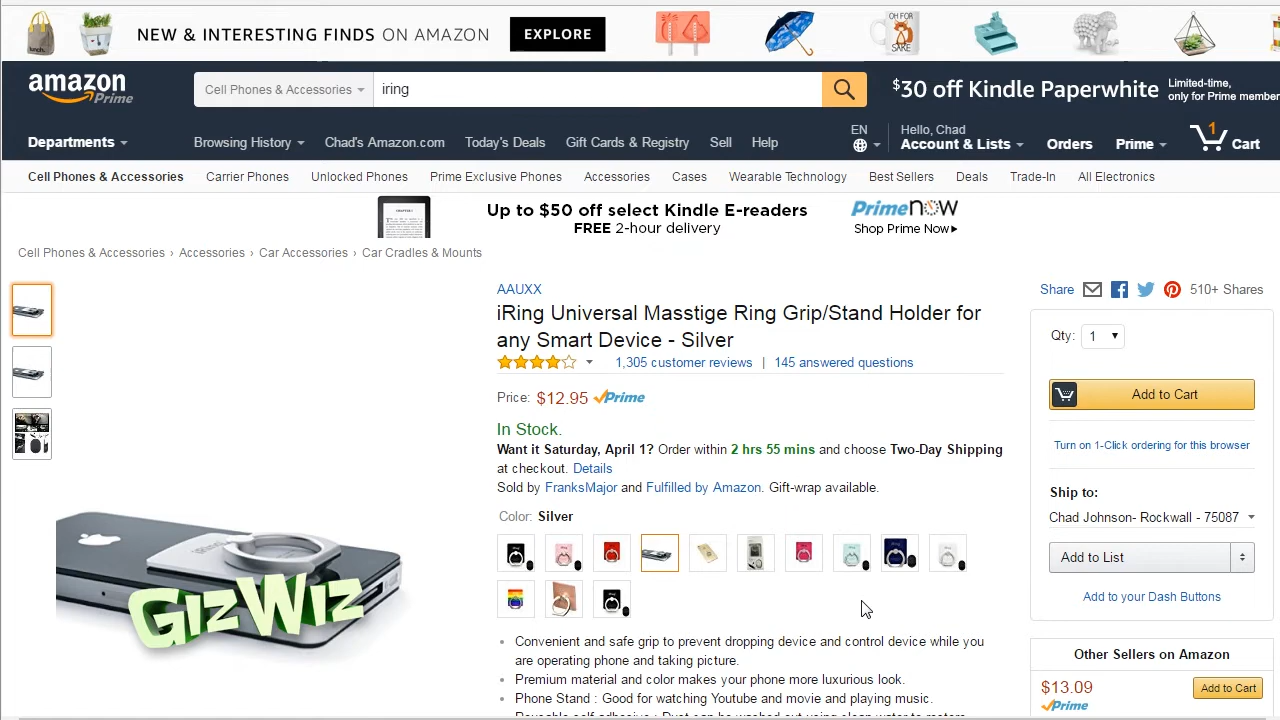 NEW & INTERESTING FINDS ON AMAZON
EXPLORE
lunch.
OH FOR
SAKE
amazon
Prime
Cell Phones & Accessories
iring
$30 off Kindle Paperwhite
Limited-time,
only for Prime member
Departments
Browsing History
Chad's Amazon.com
Today's Deals
Gift Cards & Registry
Sell
Help
EN
Hello, Chad
Account & Lists
Orders
Prime
1
Cart
Cell Phones & Accessories
Carrier Phones
Unlocked Phones
Prime Exclusive Phones
Accessories
Cases
Wearable Technology
Best Sellers
Deals
Trade-In
All Electronics
Up to $50 off select Kindle E-readers
FREE 2-hour delivery
PrimeNOW
Shop Prime Now▸
Cell Phones & Accessories › Accessories › Car Accessories › Car Cradles & Mounts
AAUXX
iRing Universal Masstige Ring Grip/Stand Holder for
any Smart Device - Silver
1,305 customer reviews | 145 answered questions
Price: $12.95 Prime
In Stock.
Want it Saturday, April 1? Order within 2 hrs 55 mins and choose Two-Day Shipping
at checkout. Details
Sold by FranksMajor and Fulfilled by Amazon. Gift-wrap available.
Color: Silver
• Convenient and safe grip to prevent dropping device and control device while you
are operating phone and taking picture.
• Premium material and color makes your phone more luxurious look.
• Phone Stand : Good for watching Youtube and movie and playing music.
GizWiz
Share
510+ Shares
Qty: 1
Add to Cart
Turn on 1-Click ordering for this browser
Ship to:
Chad Johnson- Rockwall - 75087
Add to List
Add to your Dash Buttons
Other Sellers on Amazon
$13.09
Add to Cart
Prime